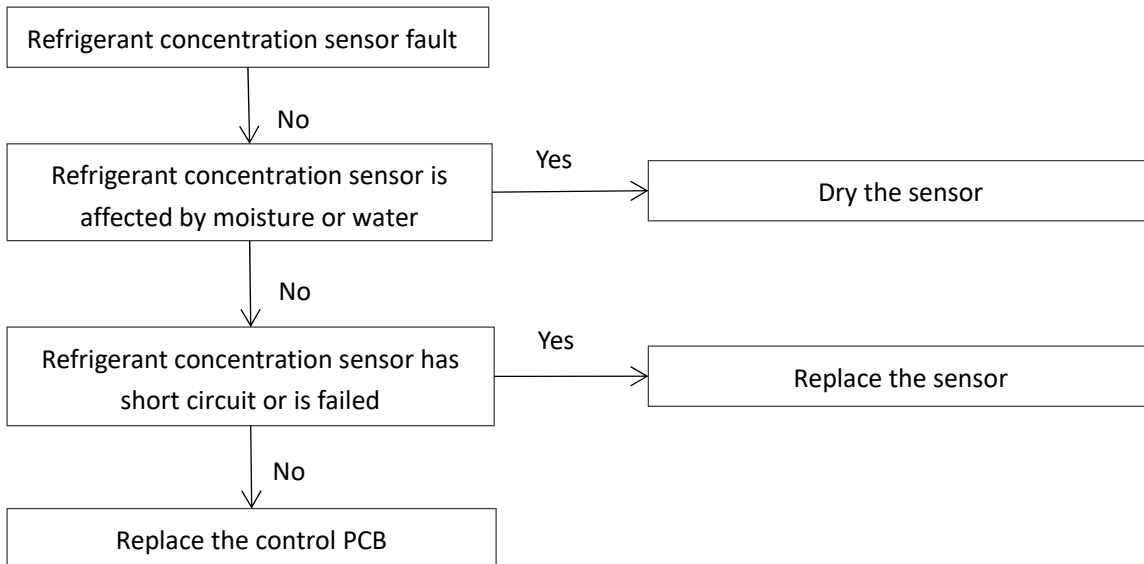 Refrigerant concentration sensor fault
No
Refrigerant concentration sensor is
affected by moisture or water
Yes
Dry the sensor
No
Refrigerant concentration sensor has
short circuit or is failed
Yes
Replace the sensor
No
Replace the control PCB